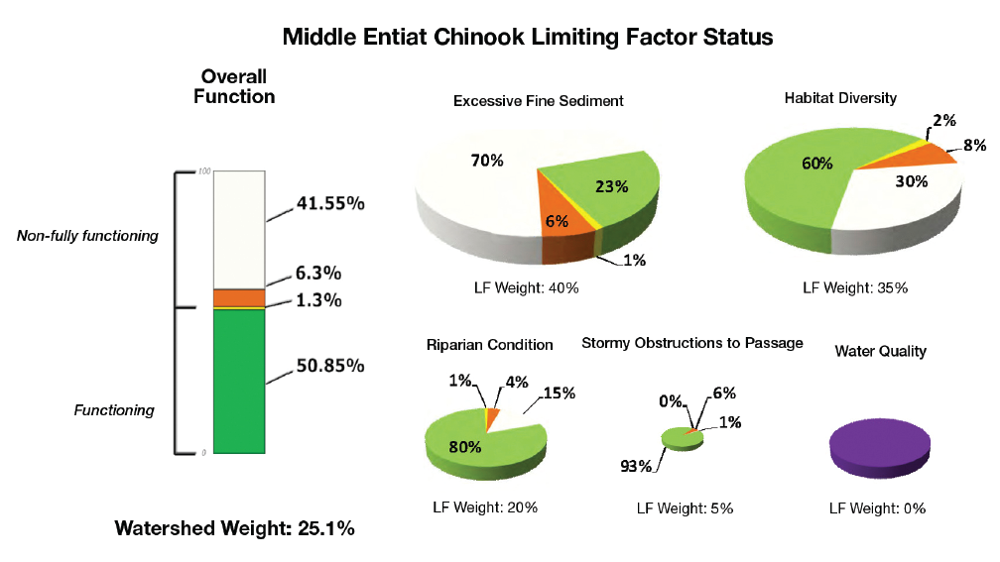 Middle Entiat Chinook Limiting Factor Status
Overall
Function
100
41.55%
Non-fully functioning
6.3%
1.3%
50.85%
Functioning
0
Watershed Weight: 25.1%
Excessive Fine Sediment
70%
23%
6%
1%
LF Weight: 40%
Habitat Diversity
2%
8%
60%
30%
LF Weight: 35%
Riparian Condition
1%
4%
15%
80%
LF Weight: 20%
Stormy Obstructions to Passage
0%
6%
1%
93%
LF Weight: 5%
Water Quality
LF Weight: 0%